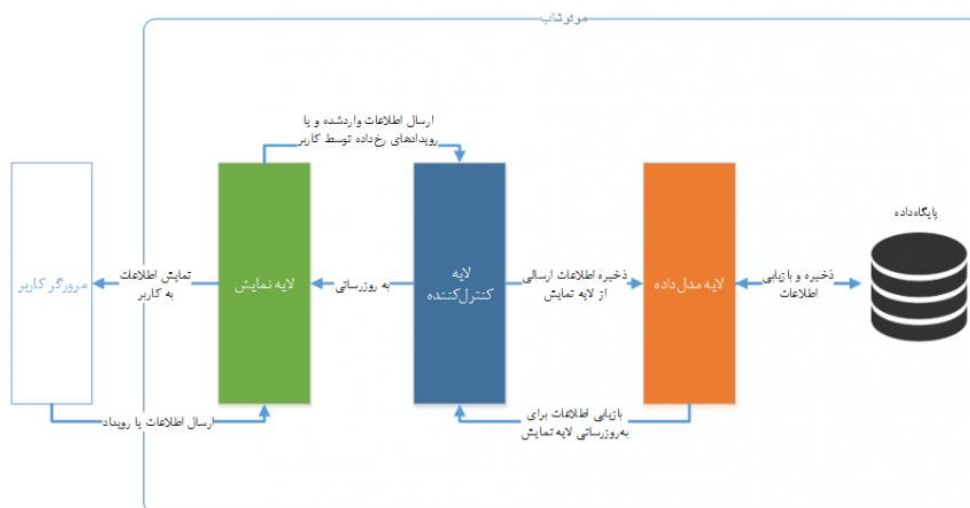 موتوشاپ
ارسال اطلاعات واردشده و یا
رویدادهای رخ‌داده توسط کاربر
پایگاه‌داده
مرورگر کاربر
نمایش اطلاعات
به کاربر
لایه نمایش
به روزرسانی
لایه
کنترل‌کننده
ذخیره اطلاعات ارسالی
از لایه نمایش
لایه مدل‌داده
ذخیره و بازیابی
اطلاعات
ارسال اطلاعات یا رویداد
بازیابی اطلاعات برای
به‌روزرسانی لایه نمایش